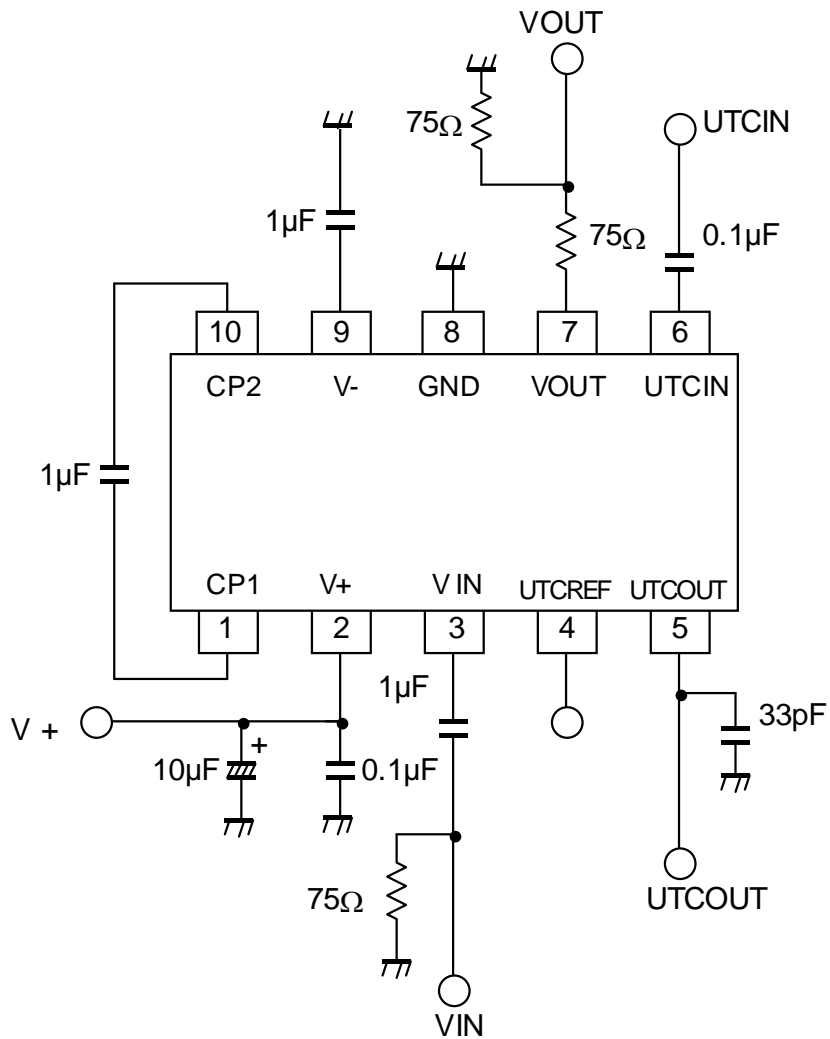 VOUT
75Ω
UTCIN
1µF
75Ω
0.1µF
10
9
8
7
6
CP2
V-
GND
VOUT
UTCIN
1µF
CP1
V+
VIN
UTCREF
UTCOUT
1
2
3
4
5
1µF
V +
+
33pF
10µF
0.1µF
75Ω
UTCOUT
VIN